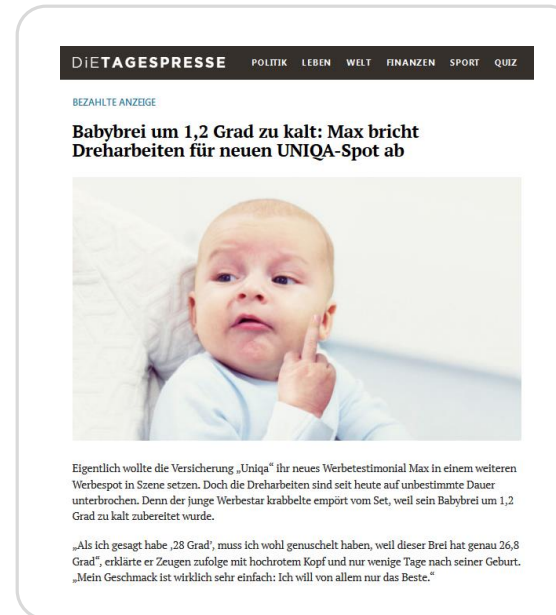 DiETAGESPRESSE POLITIK LEBEN WELT FINANZEN SPORT QUIZ
BEZAHLTE ANZEIGE
Babybrei um 1,2 Grad zu kalt: Max bricht
Dreharbeiten für neuen UNIQA-Spot ab
Eigentlich wollte die Versicherung „Uniqa“ ihr neues Werbetestimonial Max in einem weiteren
Werbespot in Szene setzen. Doch die Dreharbeiten sind seit heute auf unbestimmte Dauer
unterbrochen. Denn der junge Werbestar krabbelte empört vom Set, weil sein Babybrei um 1,2
Grad zu kalt zubereitet wurde.
„Als ich gesagt habe ‚28 Grad‘, muss ich wohl genuschelt haben, weil dieser Brei hat genau 26,8
Grad“, erklärte er Zeugen zufolge mit hochrotem Kopf und nur wenige Tage nach seiner Geburt.
„Mein Geschmack ist wirklich sehr einfach: Ich will von allem nur das Beste.“